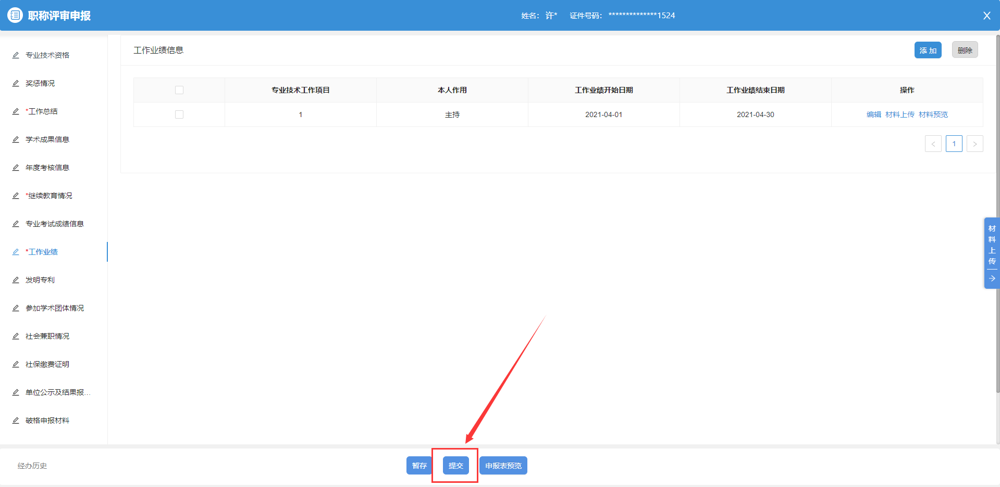 职称评审申报
姓名： 许* 证件号码： **************1524
专业技术资格
奖惩情况
*工作总结
学术成果信息
年度考核信息
*继续教育情况
专业考试成绩信息
*工作业绩
发明专利
参加学术团体情况
社会兼职情况
社保缴费证明
单位公示及结果报...
破格申报材料
工作业绩信息
添 加 删除
专业技术工作项目 本人作用 工作业绩开始日期 工作业绩结束日期 操作
1 主持 2021-04-01 2021-04-30 编辑 材料上传 材料预览
< 1 >
材料上传
经办历史
暂存 提交 申报表预览